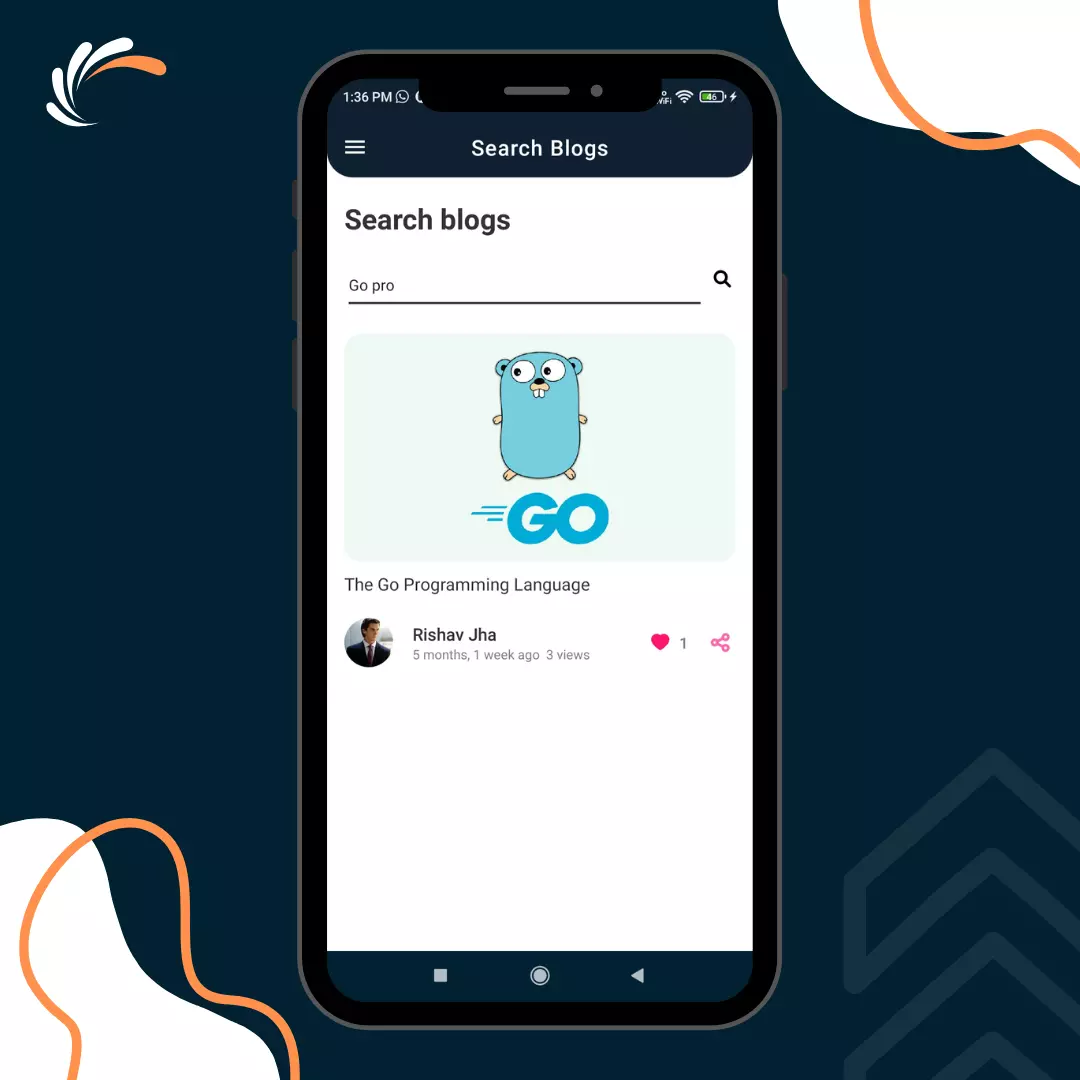 1:36 PM
VoWiFi 46
Search Blogs
Search blogs
Go pro
GO
The Go Programming Language
Rishav Jha
1
5 months, 1 week ago 3 views